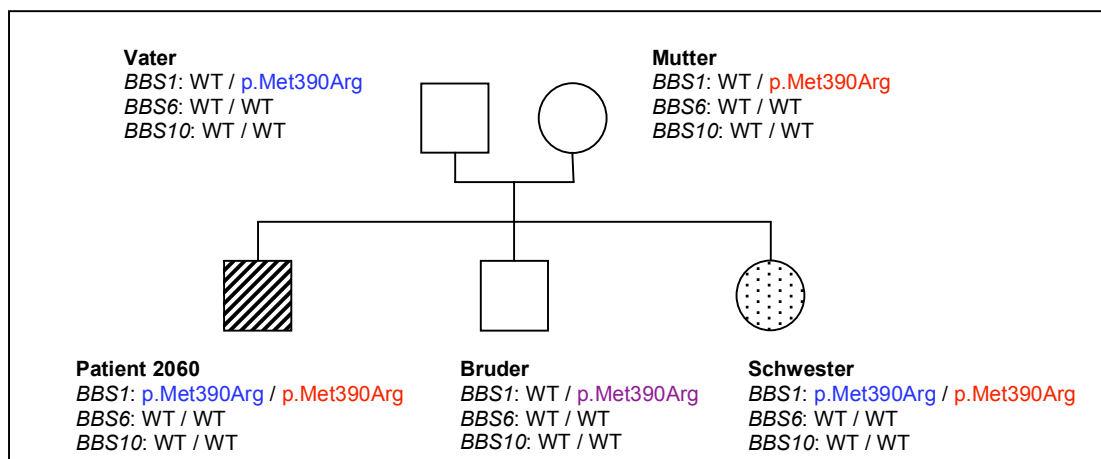 Vater
BBS1: WT / p.Met390Arg
BBS6: WT / WT
BBS10: WT / WT
Mutter
BBS1: WT / p.Met390Arg
BBS6: WT / WT
BBS10: WT / WT
Patient 2060
BBS1: p.Met390Arg / p.Met390Arg
BBS6: WT / WT
BBS10: WT / WT
Bruder
BBS1: WT / p.Met390Arg
BBS6: WT / WT
BBS10: WT / WT
Schwester
BBS1: p.Met390Arg / p.Met390Arg
BBS6: WT / WT
BBS10: WT / WT